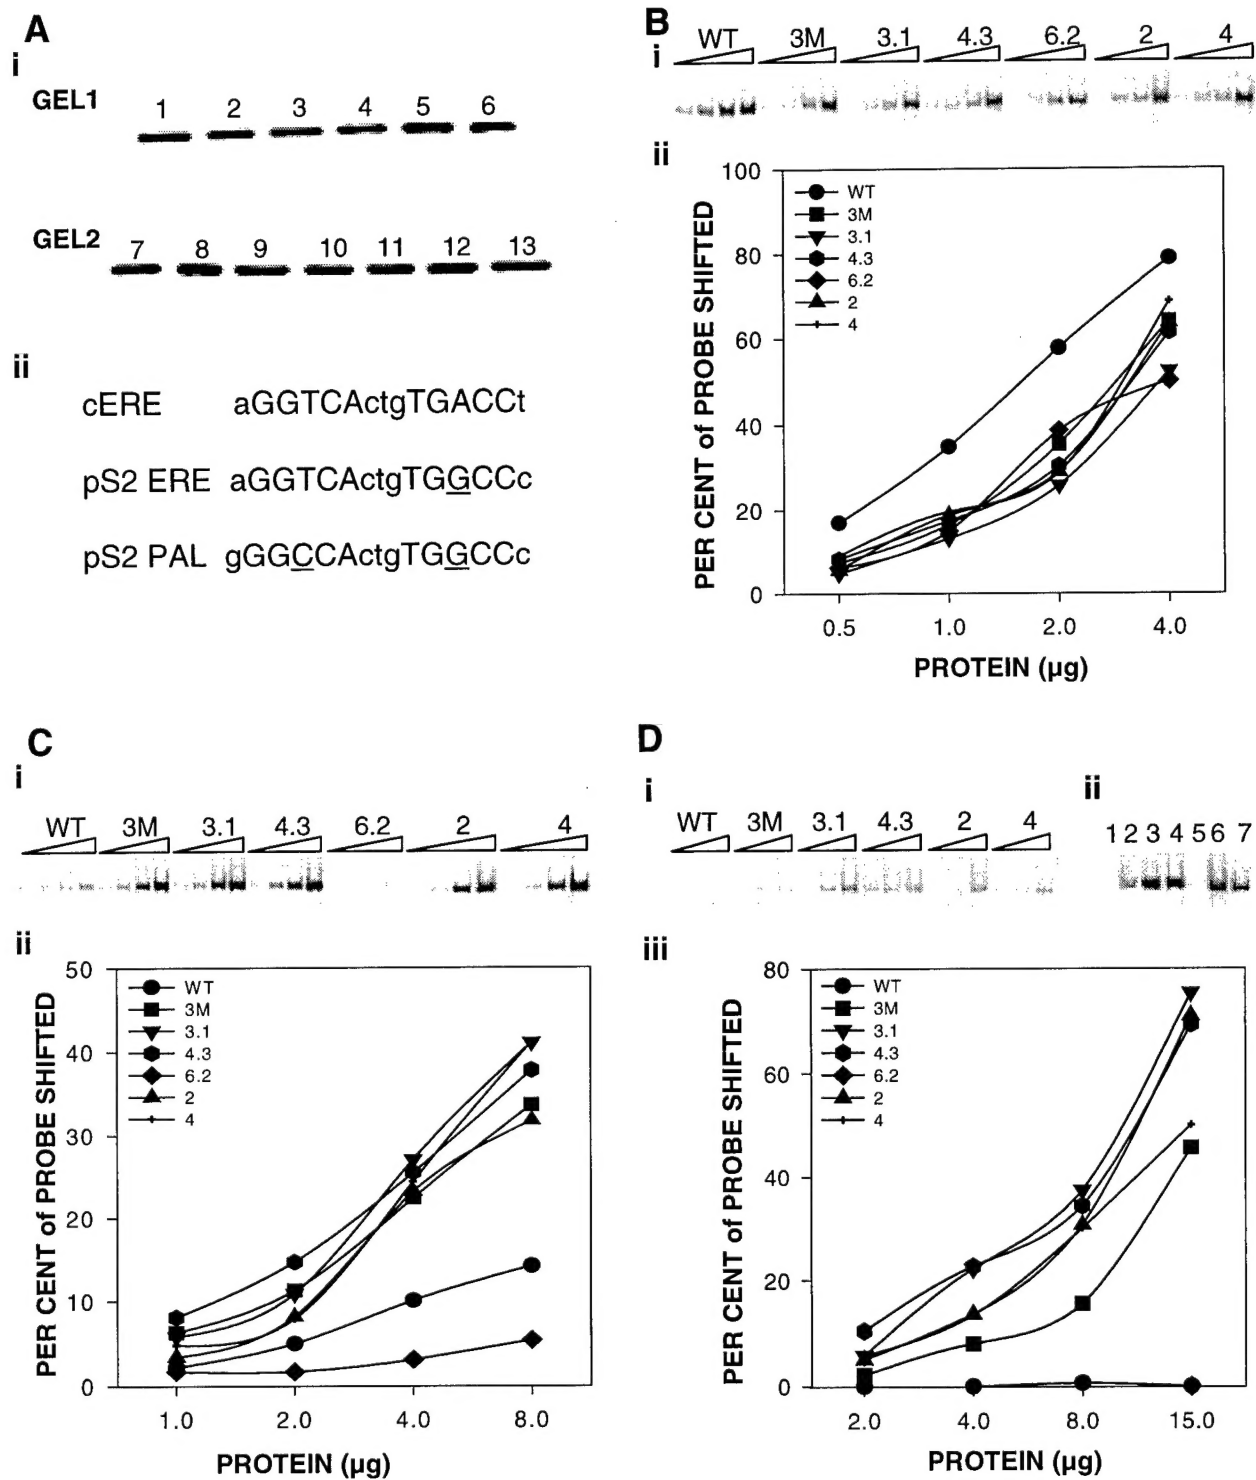 A
i
GEL1
1 2 3 4 5 6
GEL2
7 8 9 10 11 12 13
ii
cERE aGGTCActgTGACCt
pS2 ERE aGGTCActgTGGCCc
pS2 PAL gGGCCActgTGGCCc
B
i
WT 3M 3.1 4.3 6.2 2 4
ii
PER CENT of PROBE SHIFTED
100
80
60
40
20
0
WT
3M
3.1
4.3
6.2
2
4
0.5 1.0 2.0 4.0
PROTEIN (µg)
C
i
WT 3M 3.1 4.3 6.2 2 4
ii
PER CENT of PROBE SHIFTED
50
40
30
20
10
0
WT
3M
3.1
4.3
6.2
2
4
1.0 2.0 4.0 8.0
PROTEIN (µg)
D
i
WT 3M 3.1 4.3 2 4
ii
1 2 3 4 5 6 7
iii
PER CENT of PROBE SHIFTED
80
60
40
20
0
WT
3M
3.1
4.3
6.2
2
4
2.0 4.0 8.0 15.0
PROTEIN (µg)